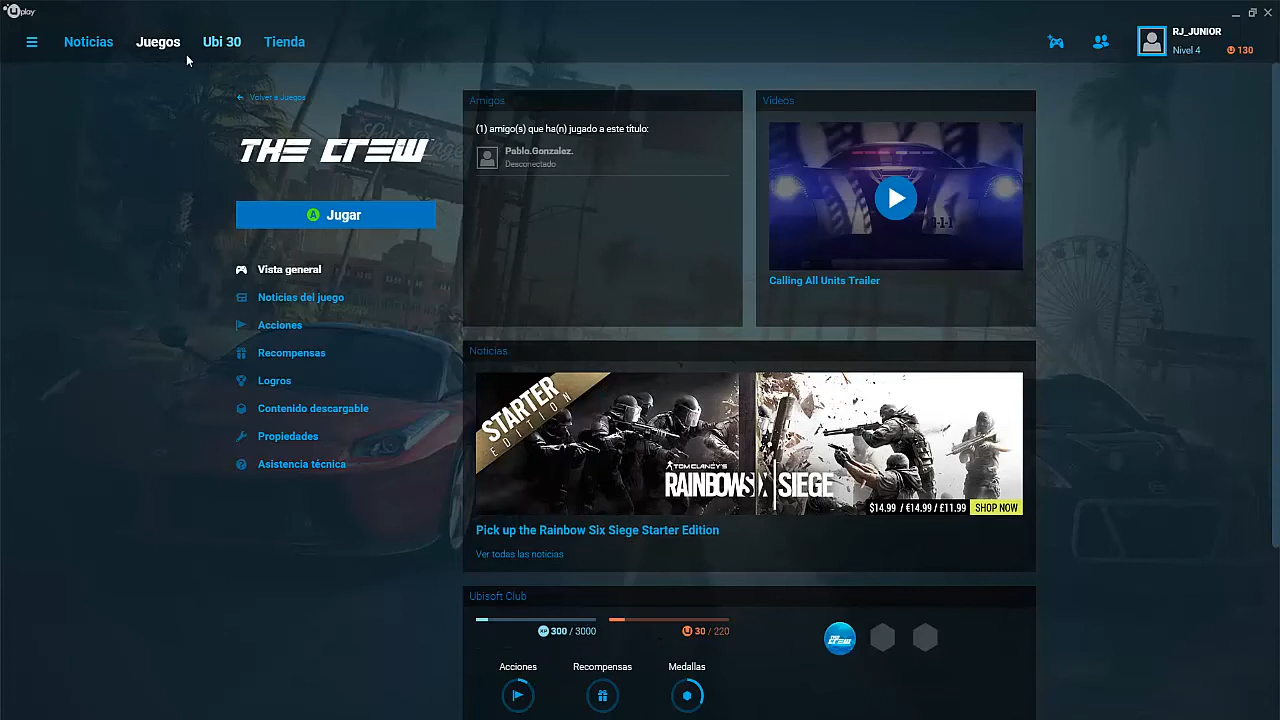 uplay
Noticias
Juegos
Ubi 30
Tienda
RJ_JUNIOR
Nivel 4
130
Volver a Juegos
THE CREW
A Jugar
Vista general
Noticias del juego
Acciones
Recompensas
Logros
Contenido descargable
Propiedades
Asistencia técnica
Amigos
(1) amigo(s) que ha(n) jugado a este título:
Pablo.Gonzalez.
Desconectado
Videos
Calling All Units Trailer
Noticias
STARTER
EDITION
TOM CLANCY'S
RAINBOW SIX SIEGE
$14.99 / €14.99 / £11.99 SHOP NOW
Pick up the Rainbow Six Siege Starter Edition
Ver todas las noticias
Ubisoft Club
XP 300 / 3000
30 / 220
THE CREW
Acciones
Recompensas
Medallas